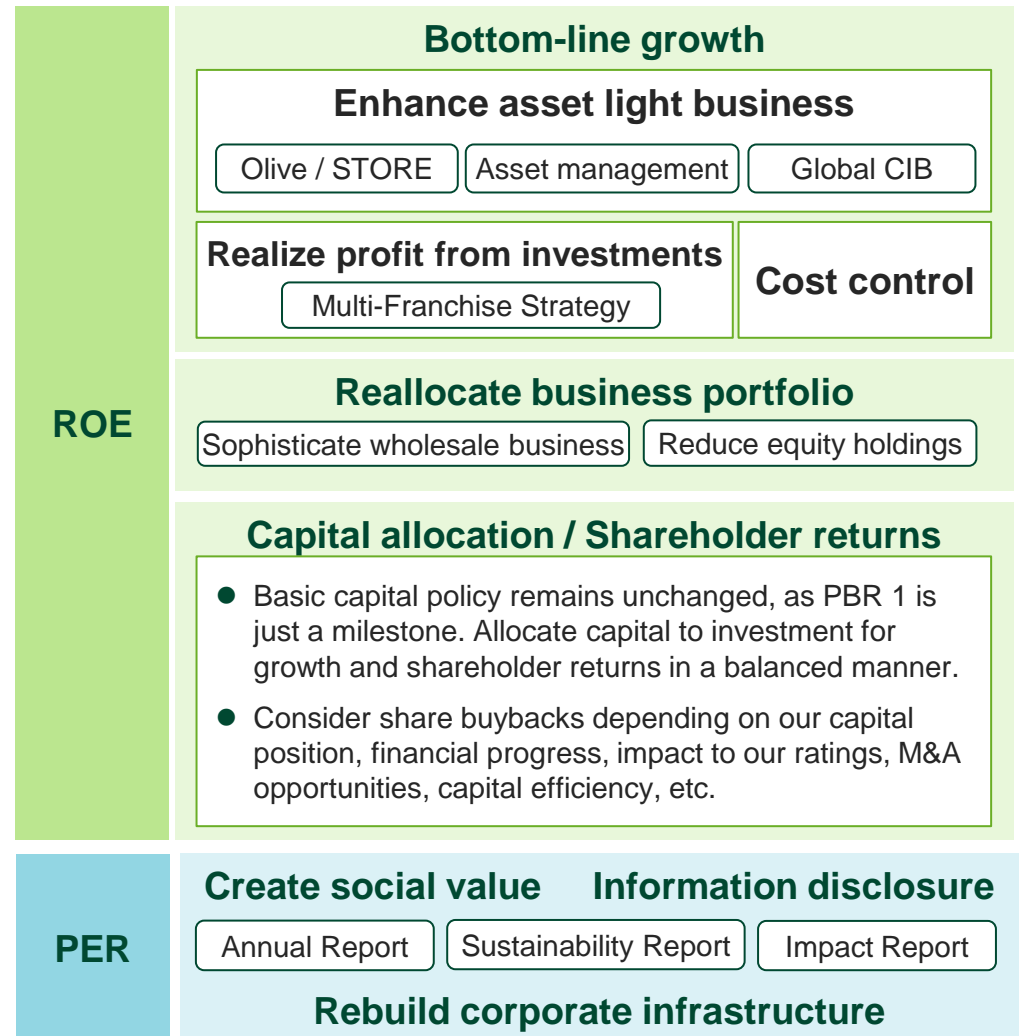 ROE
Bottom-line growth
Enhance asset light business
Olive / STORE
Asset management
Global CIB
Realize profit from investments
Multi-Franchise Strategy
Cost control
Reallocate business portfolio
Sophisticate wholesale business
Reduce equity holdings
Capital allocation / Shareholder returns
● Basic capital policy remains unchanged, as PBR 1 is
just a milestone. Allocate capital to investment for
growth and shareholder returns in a balanced manner.
● Consider share buybacks depending on our capital
position, financial progress, impact to our ratings, M&A
opportunities, capital efficiency, etc.
PER
Create social value
Information disclosure
Annual Report
Sustainability Report
Impact Report
Rebuild corporate infrastructure